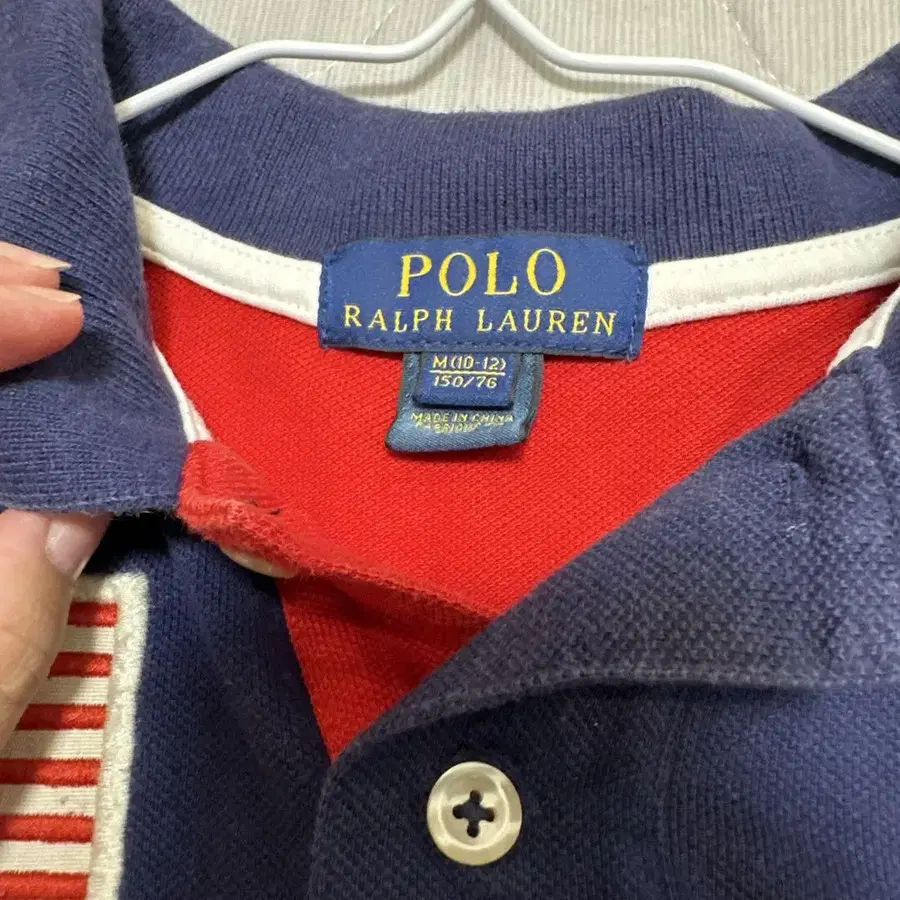 POLO
RALPH LAUREN
M(10-12)
150/76
MADE IN CHINA